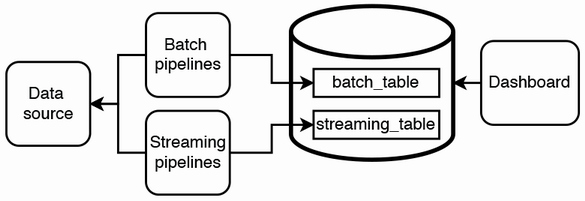 Data
source
Batch
pipelines
Streaming
pipelines
batch_table
streaming_table
Dashboard